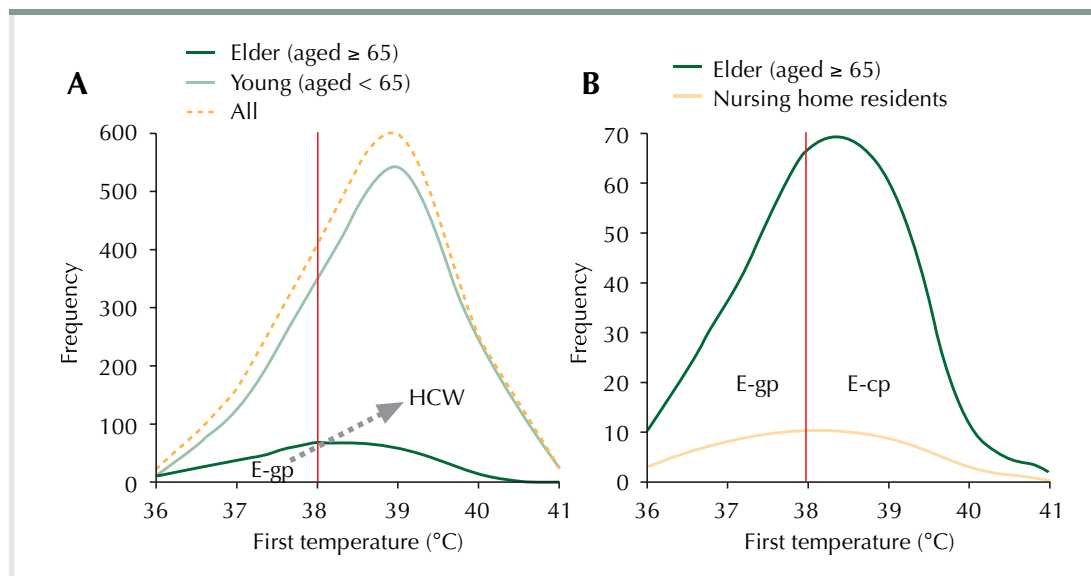 A
Elder (aged ≥ 65)
Young (aged < 65)
All
600
500
400
300
200
100
0
Frequency
HCW
E-gp
36 37 38 39 40 41
First temperature (°C)
B
Elder (aged ≥ 65)
Nursing home residents
70
60
50
40
30
20
10
0
Frequency
E-gp E-cp
36 37 38 39 40 41
First temperature (°C)